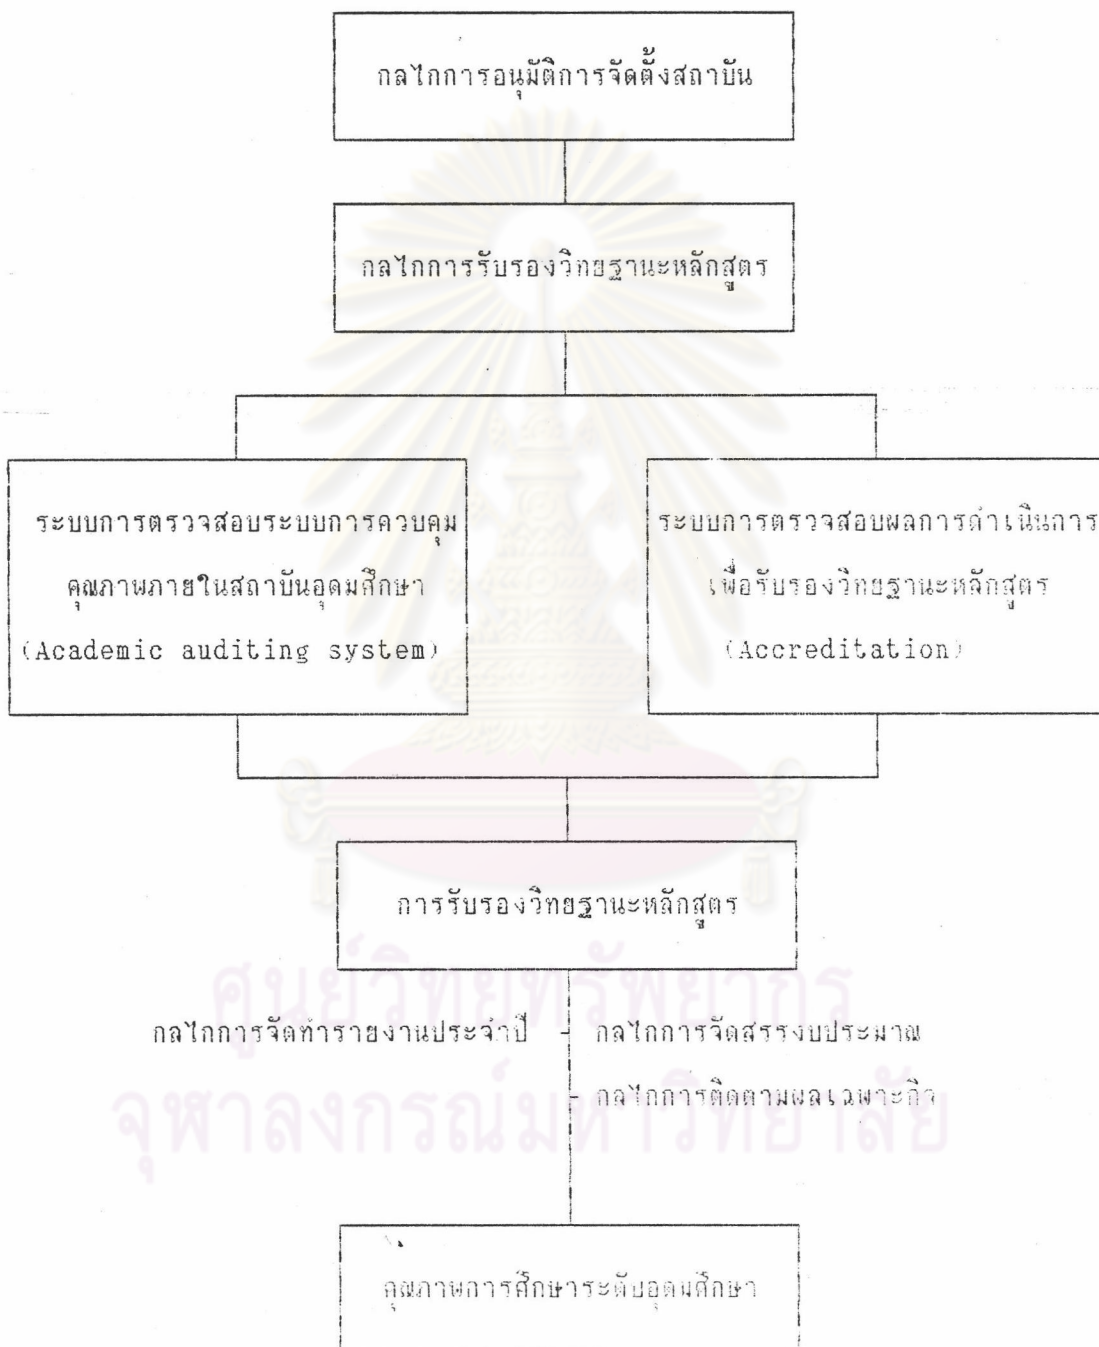 กลไกการอนุมัติการจัดตั้งสถาบัน
กลไกการรับรองวิทยฐานะหลักสูตร
ระบบการตรวจสอบระบบการควบคุม
คุณภาพภายในสถาบันอุดมศึกษา
(Academic auditing system)
ระบบการตรวจสอบผลการดำเนินการ
เพื่อรับรองวิทยฐานะหลักสูตร
(Accreditation)
การรับรองวิทยฐานะหลักสูตร
ศูนย์วิทยทรัพยากร
กลไกการจัดทำรายงานประจำปี - กลไกการจัดสรรงบประมาณ
- กลไกการติดตามผลเฉพาะกิจ
จุฬาลงกรณ์มหาวิทยาลัย
คุณภาพการศึกษาระดับอุดมศึกษา